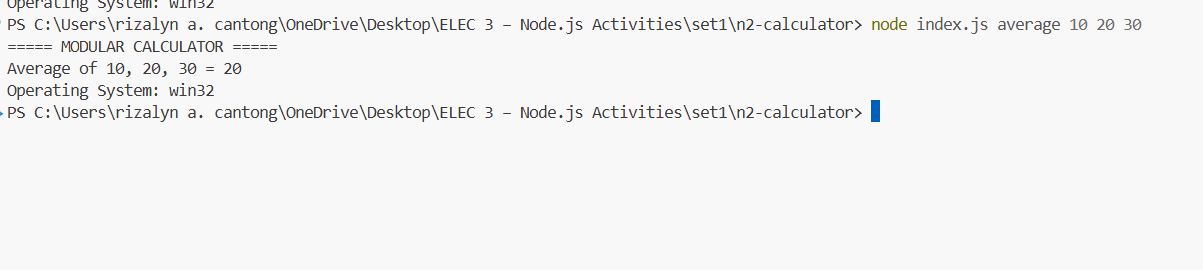 Operating System: win32
PS C:\Users\rizalyn a. cantong\OneDrive\Desktop\ELEC 3 – Node.js Activities\set1\n2-calculator> node index.js average 10 20 30
===== MODULAR CALCULATOR =====
Average of 10, 20, 30 = 20
Operating System: win32
PS C:\Users\rizalyn a. cantong\OneDrive\Desktop\ELEC 3 – Node.js Activities\set1\n2-calculator>